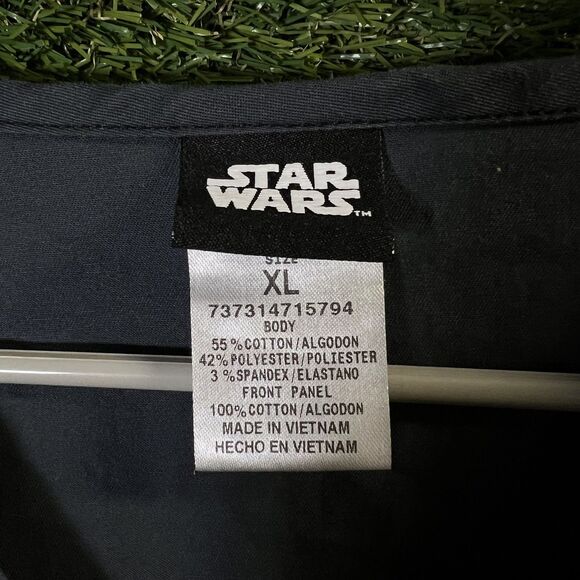 STAR
WARS™
SIZE
XL
737314715794
BODY
55%COTTON/ALGODON
42%POLYESTER/POLIESTER
3%SPANDEX/ELASTANO
FRONT PANEL
100%COTTON/ALGODON
MADE IN VIETNAM
HECHO EN VIETNAM